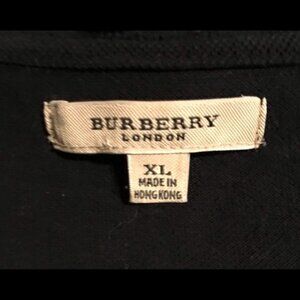 BURBERRY
LONDON
XL
MADE IN
HONG KONG